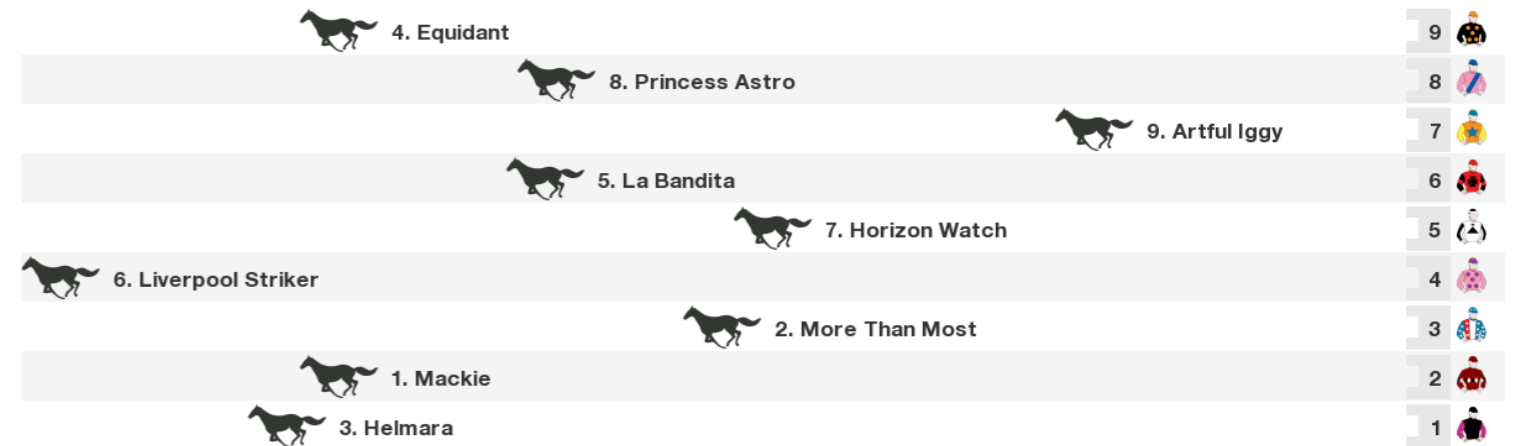 4. Equidant 9
8. Princess Astro 8
9. Artful Iggy 7
5. La Bandita 6
7. Horizon Watch 5
6. Liverpool Striker 4
2. More Than Most 3
1. Mackie 2
3. Helmara 1